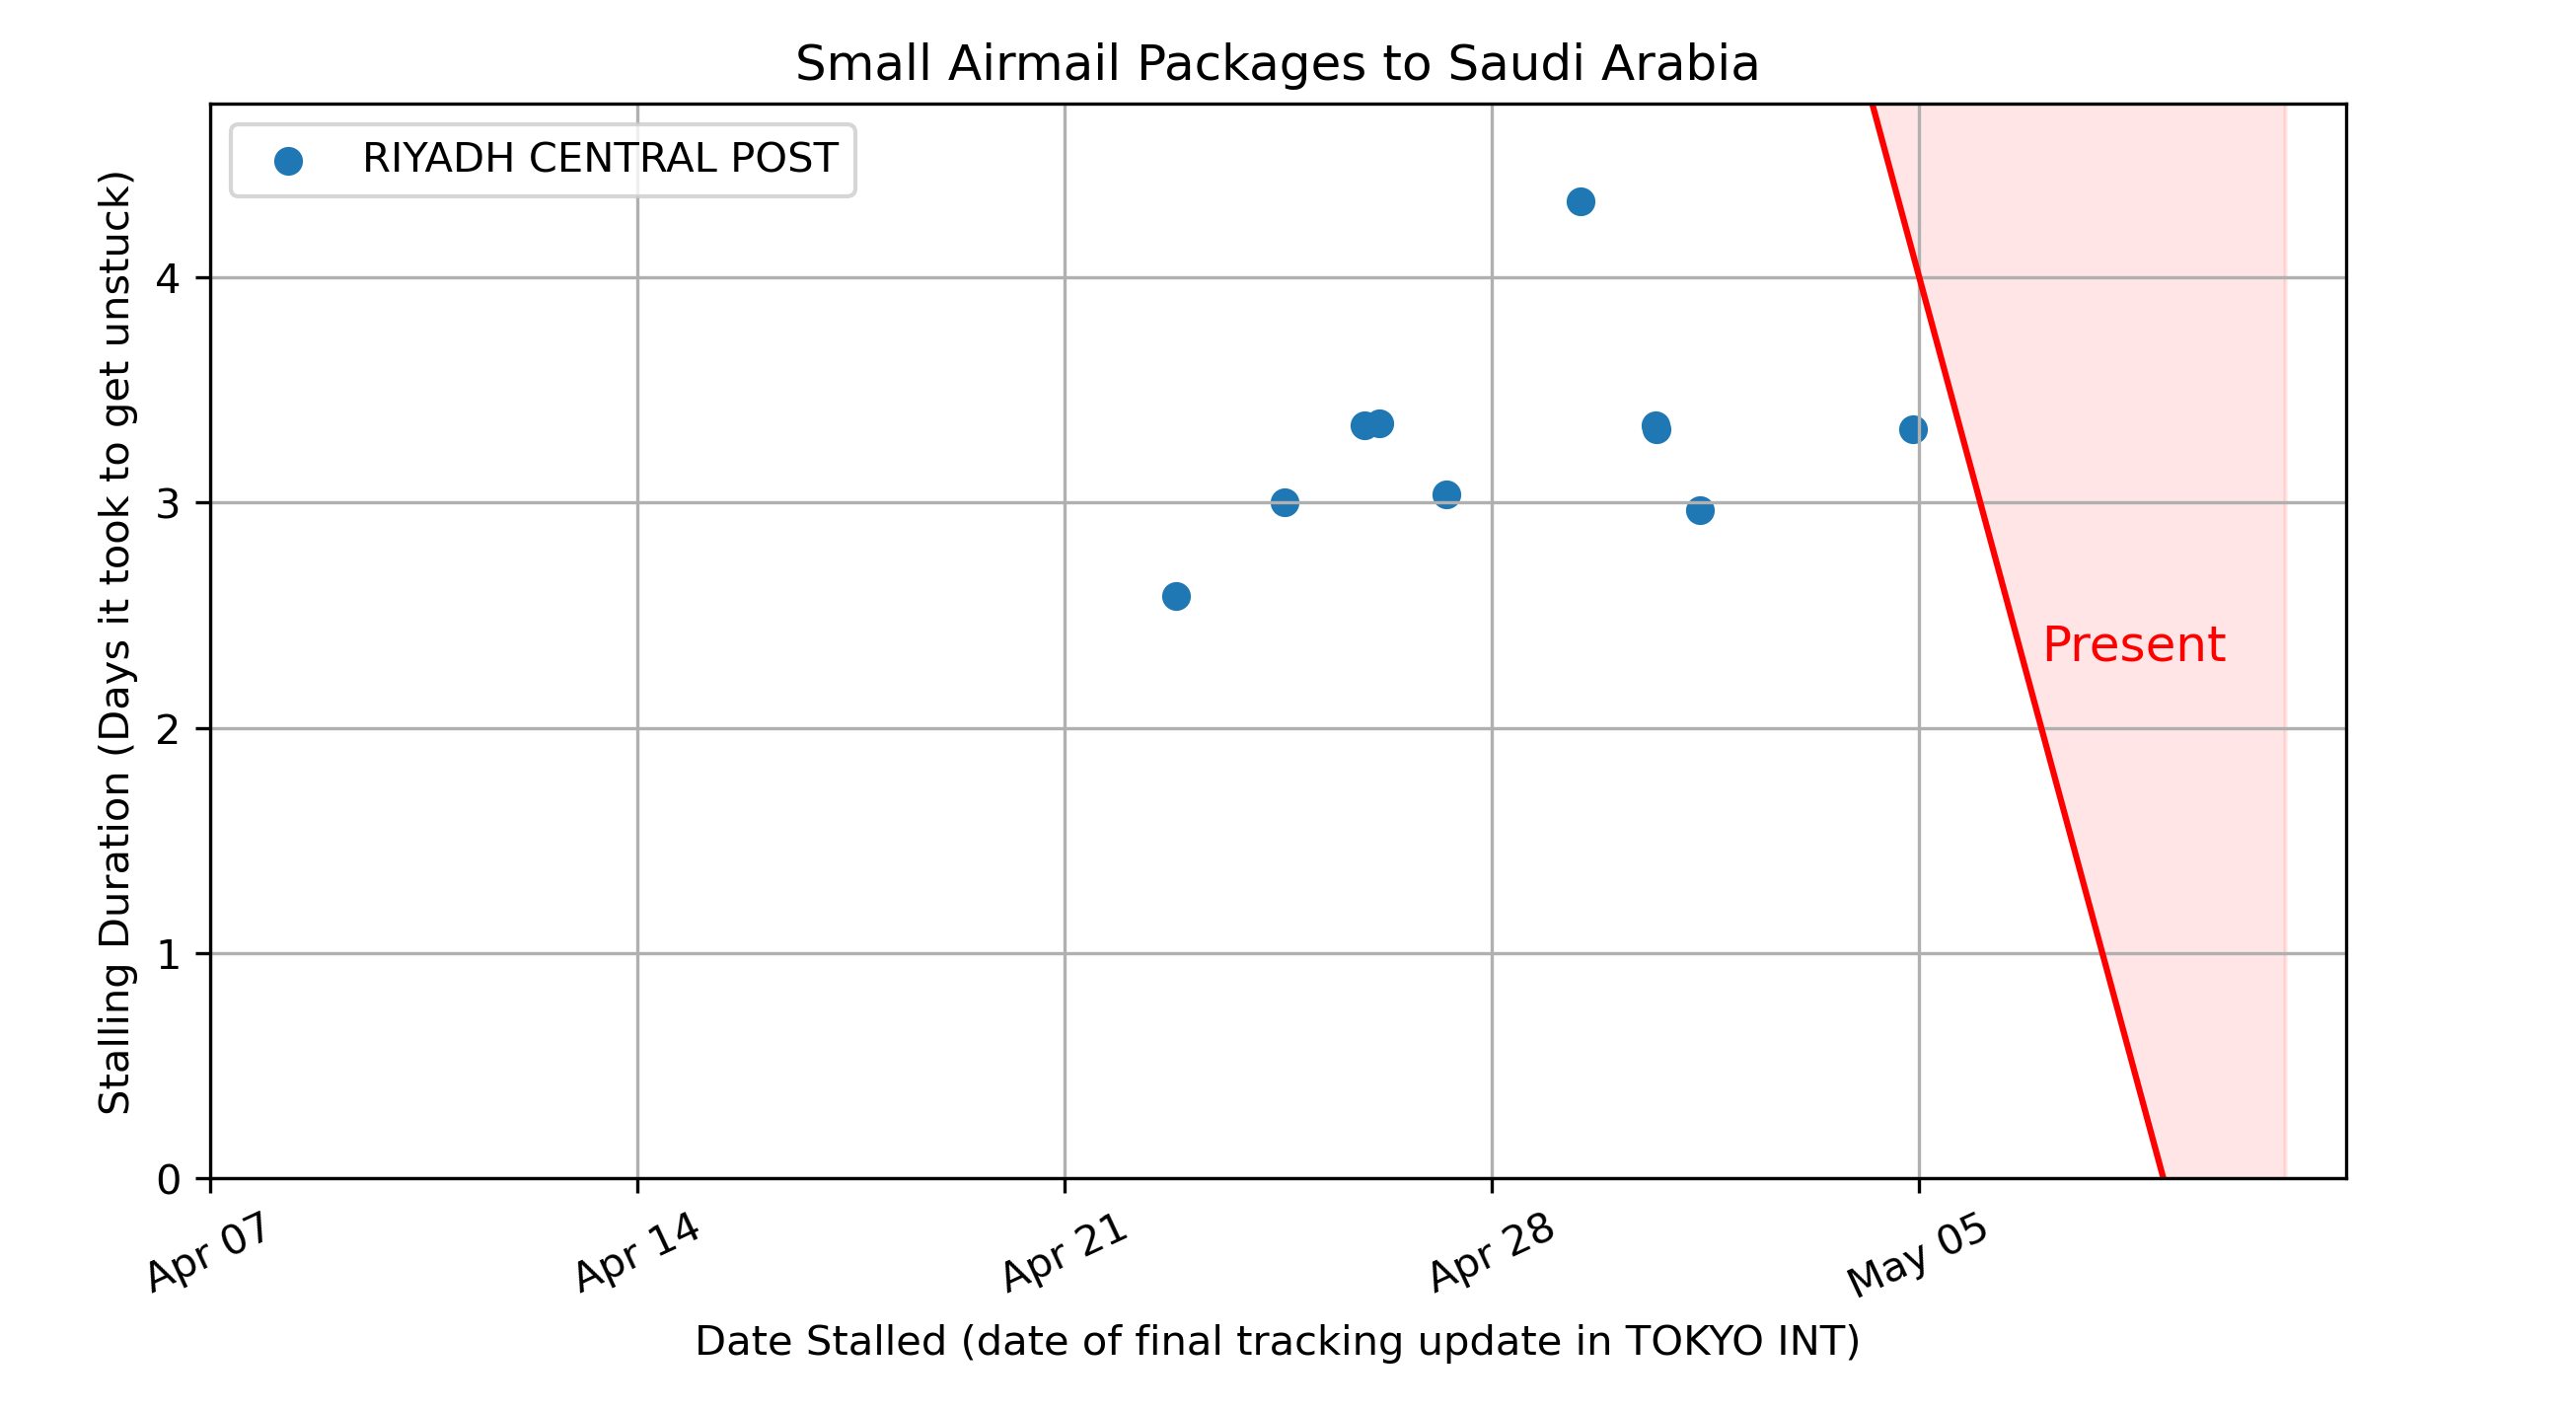 Small Airmail Packages to Saudi Arabia
RIYADH CENTRAL POST
Stalling Duration (Days it took to get unstuck)
4
3
2
1
0
Present
Apr 07
Apr 14
Apr 21
Apr 28
May 05
Date Stalled (date of final tracking update in TOKYO INT)